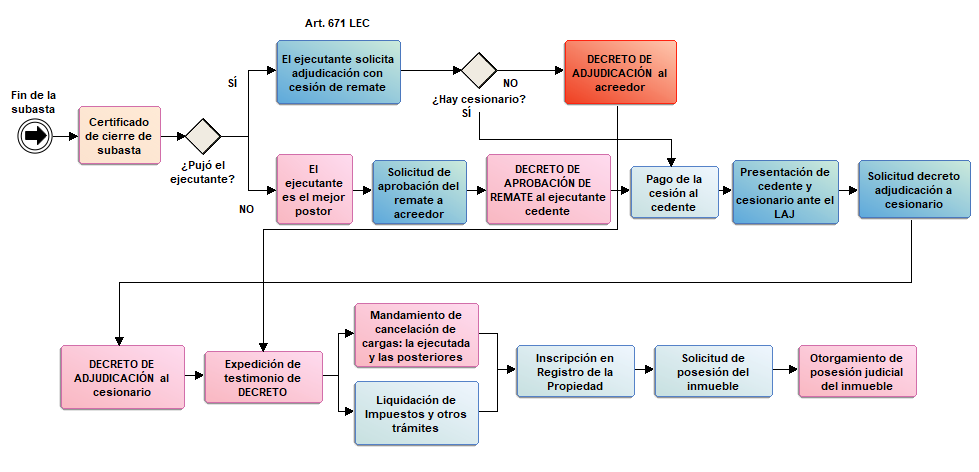 Art. 671 LEC
Fin de la
subasta
Certificado
de cierre de
subasta
¿Pujó el
ejecutante?
SÍ
El ejecutante solicita
adjudicación con
cesión de remate
¿Hay cesionario?
NO
SÍ
DECRETO DE
ADJUDICACIÓN al
acreedor
NO
El
ejecutante
es el mejor
postor
Solicitud de
aprobación del
remate a
acreedor
DECRETO DE
APROBACIÓN DE
REMATE al ejecutante
cedente
Pago de la
cesión al
cedente
Presentación de
cedente y
cesionario ante el
LAJ
Solicitud decreto
adjudicación a
cesionario
DECRETO DE
ADJUDICACIÓN al
cesionario
Expedición de
testimonio de
DECRETO
Mandamiento de
cancelación de
cargas: la ejecutada
y las posteriores
Liquidación de
Impuestos y otros
trámites
Inscripción en
Registro de la
Propiedad
Solicitud de
posesión del
inmueble
Otorgamiento de
posesión judicial
del inmueble